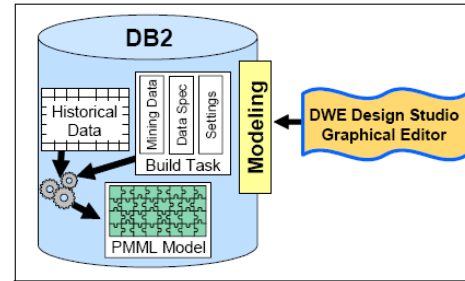 DB2
Historical
Data
Mining Data
Data Spec
Settings
Build Task
Modeling
DWE Design Studio
Graphical Editor
PMML Model